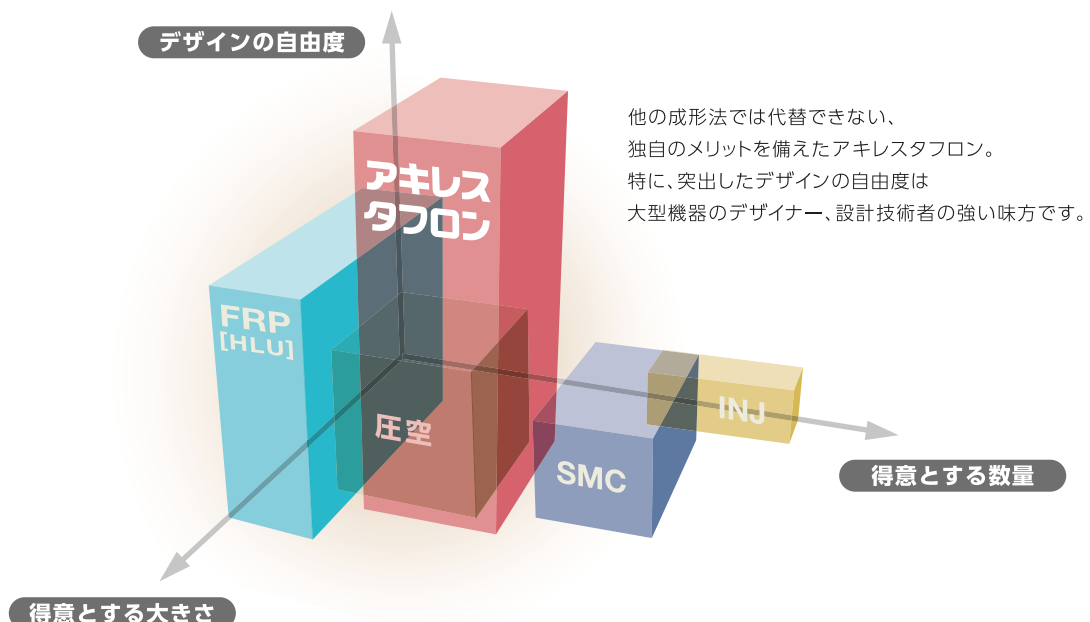 デザインの自由度
他の成形法では代替できない、
独自のメリットを備えたアキレスタフロン。
特に、突出したデザインの自由度は
大型機器のデザイナー、設計技術者の強い味方です。
アキレス
タフロン
FRP
[HLU]
圧空
SMC
INJ
得意とする数量
得意とする大きさ